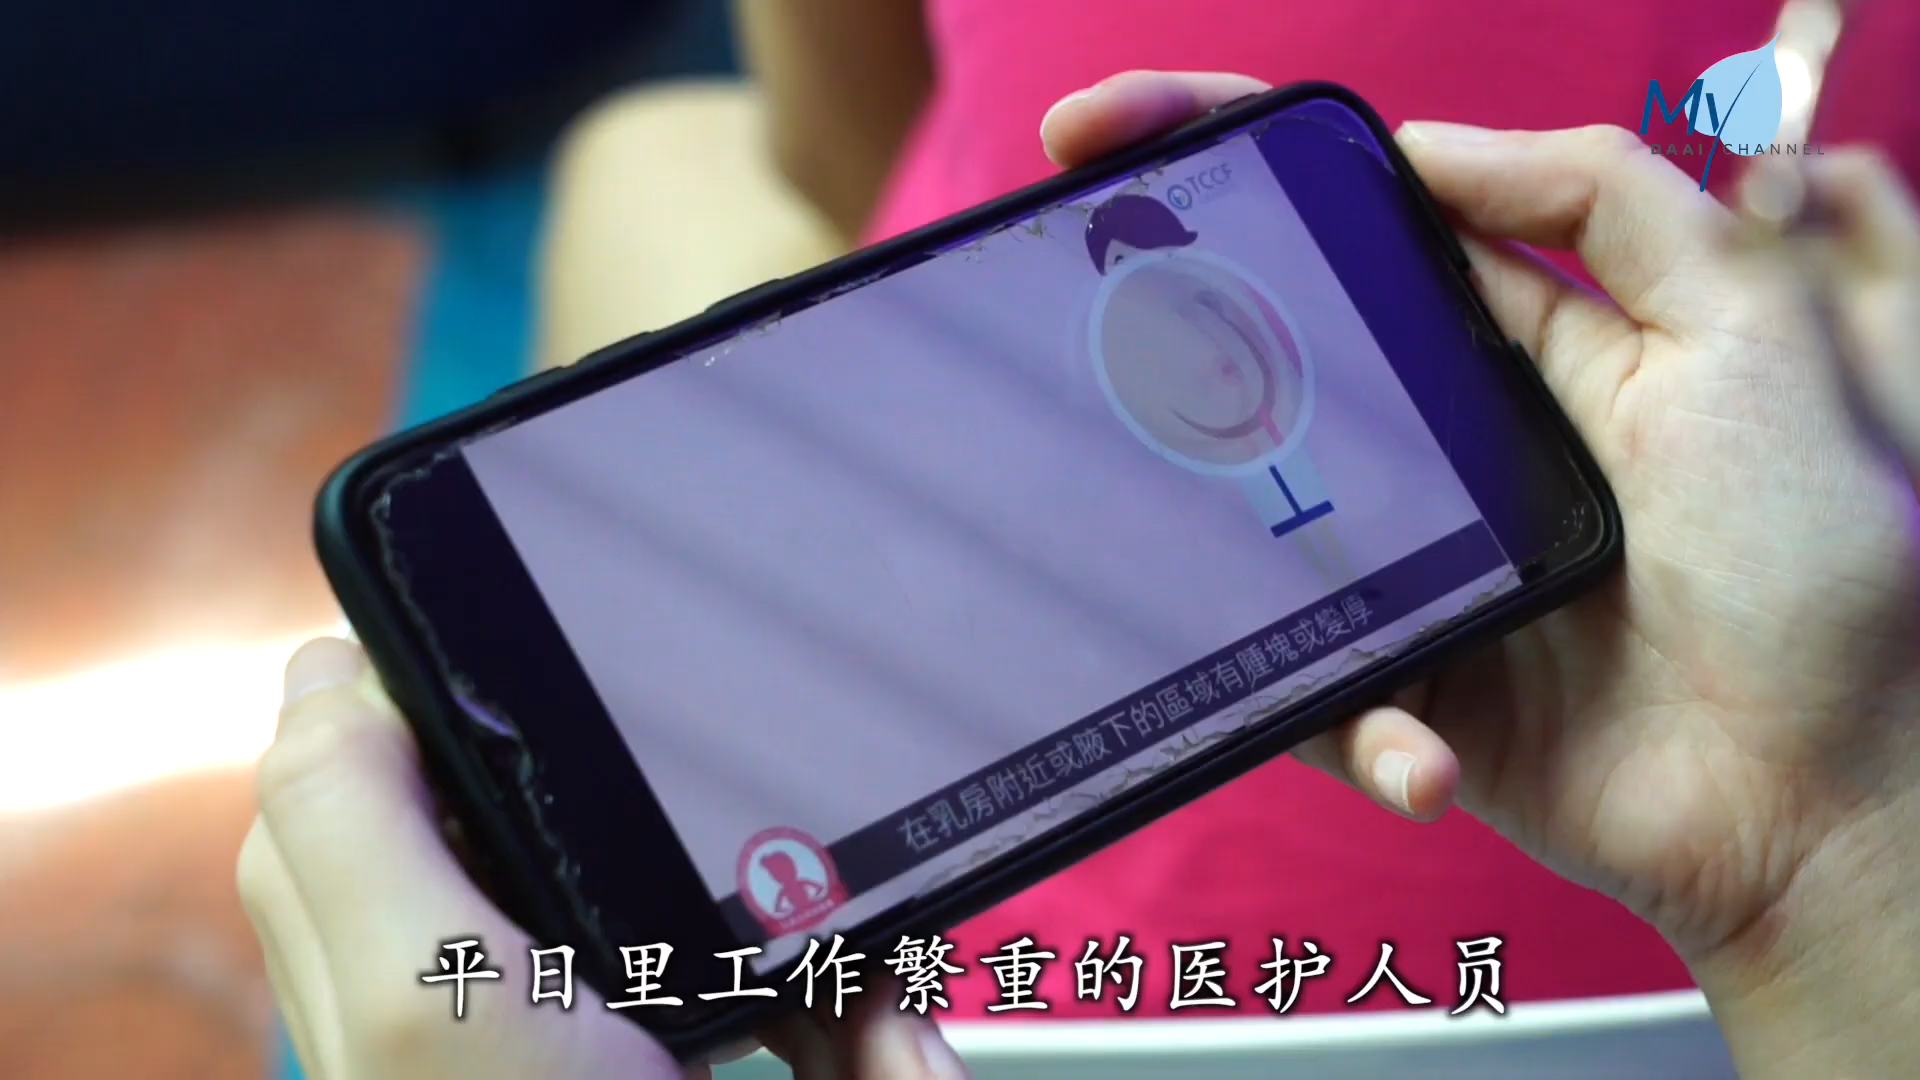 My
DAAI CHANNEL
TCCF
在乳房附近或腋下的區域有腫塊或變厚
平日里工作繁重的医护人员